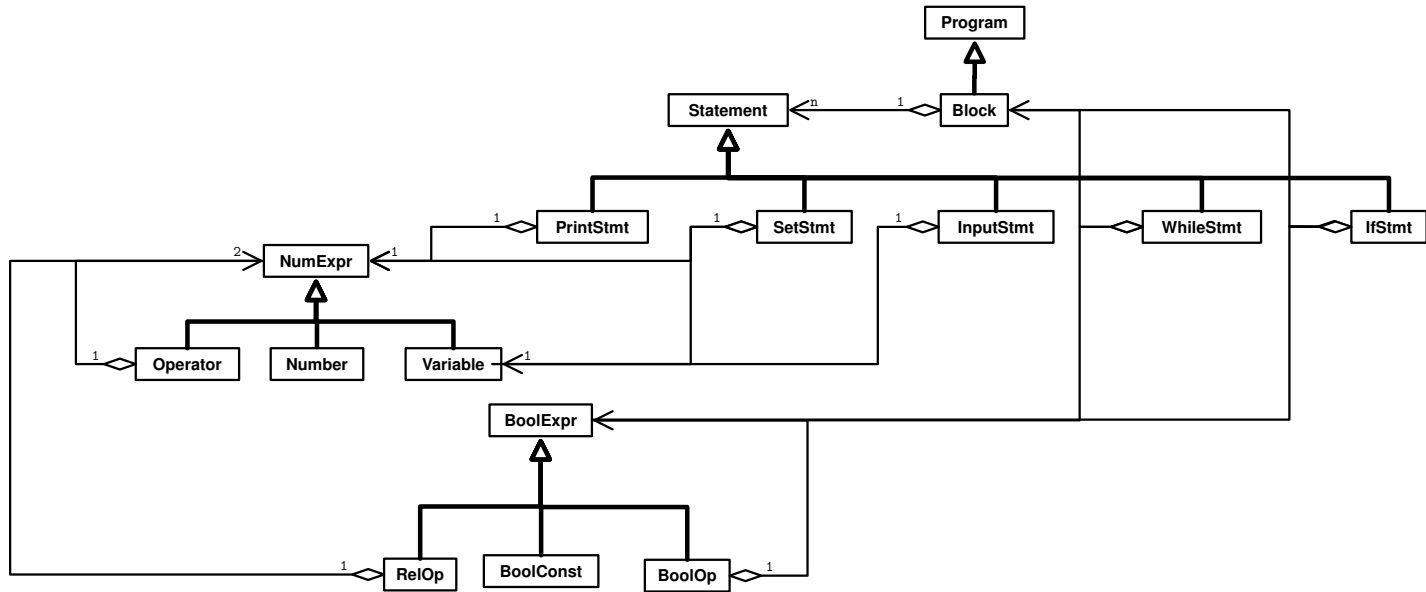 Program
Statement
n
1
Block
1
PrintStmt
1
SetStmt
1
InputStmt
WhileStmt
IfStmt
2
NumExpr
1
1
Operator
Number
Variable
1
BoolExpr
1
RelOp
BoolConst
BoolOp
1